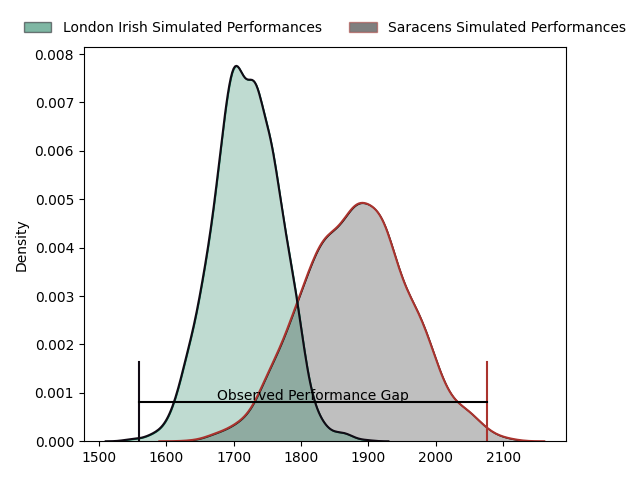 London Irish Simulated Performances
Saracens Simulated Performances
0.008
0.007
0.006
0.005
0.004
0.003
0.002
0.001
0.000
Density
Observed Performance Gap
1500 1600 1700 1800 1900 2000 2100